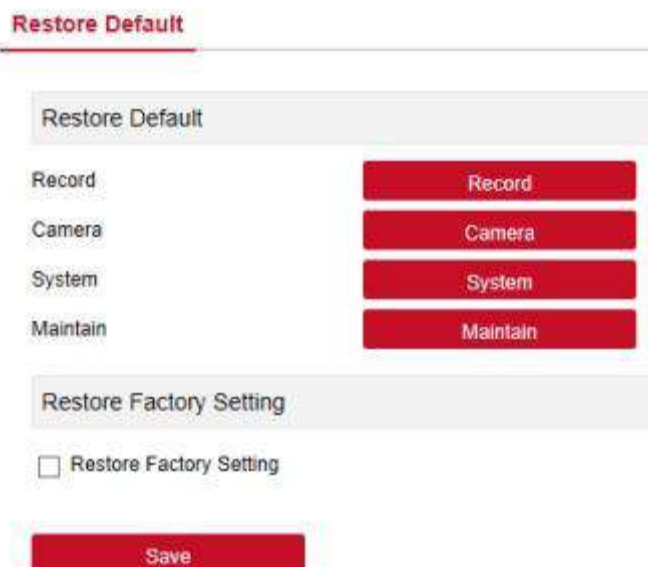 Restore Default
Restore Default
Record Record
Camera Camera
System System
Maintain Maintain
Restore Factory Setting
Restore Factory Setting
Save